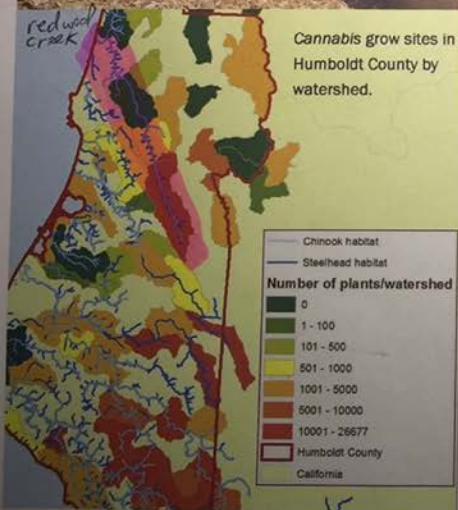 redwood
creek
Cannabis grow sites in
Humboldt County by
watershed.
Chinook habitat
Steelhead habitat
Number of plants/watershed
0
1 - 100
101 - 500
501 - 1000
1001 - 5000
5001 - 10000
10001 - 26677
Humboldt County
California